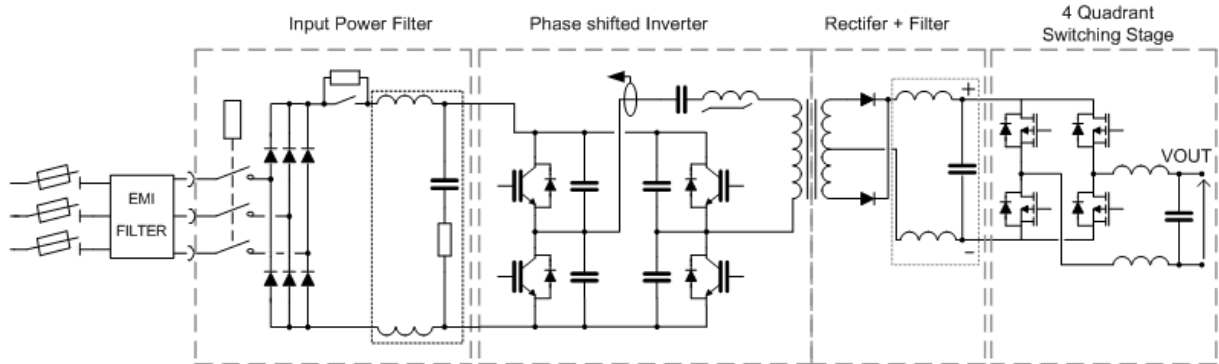 Input Power Filter
Phase shifted Inverter
Rectifer + Filter
4 Quadrant
Switching Stage
+
VOUT
EMI
FILTER
−